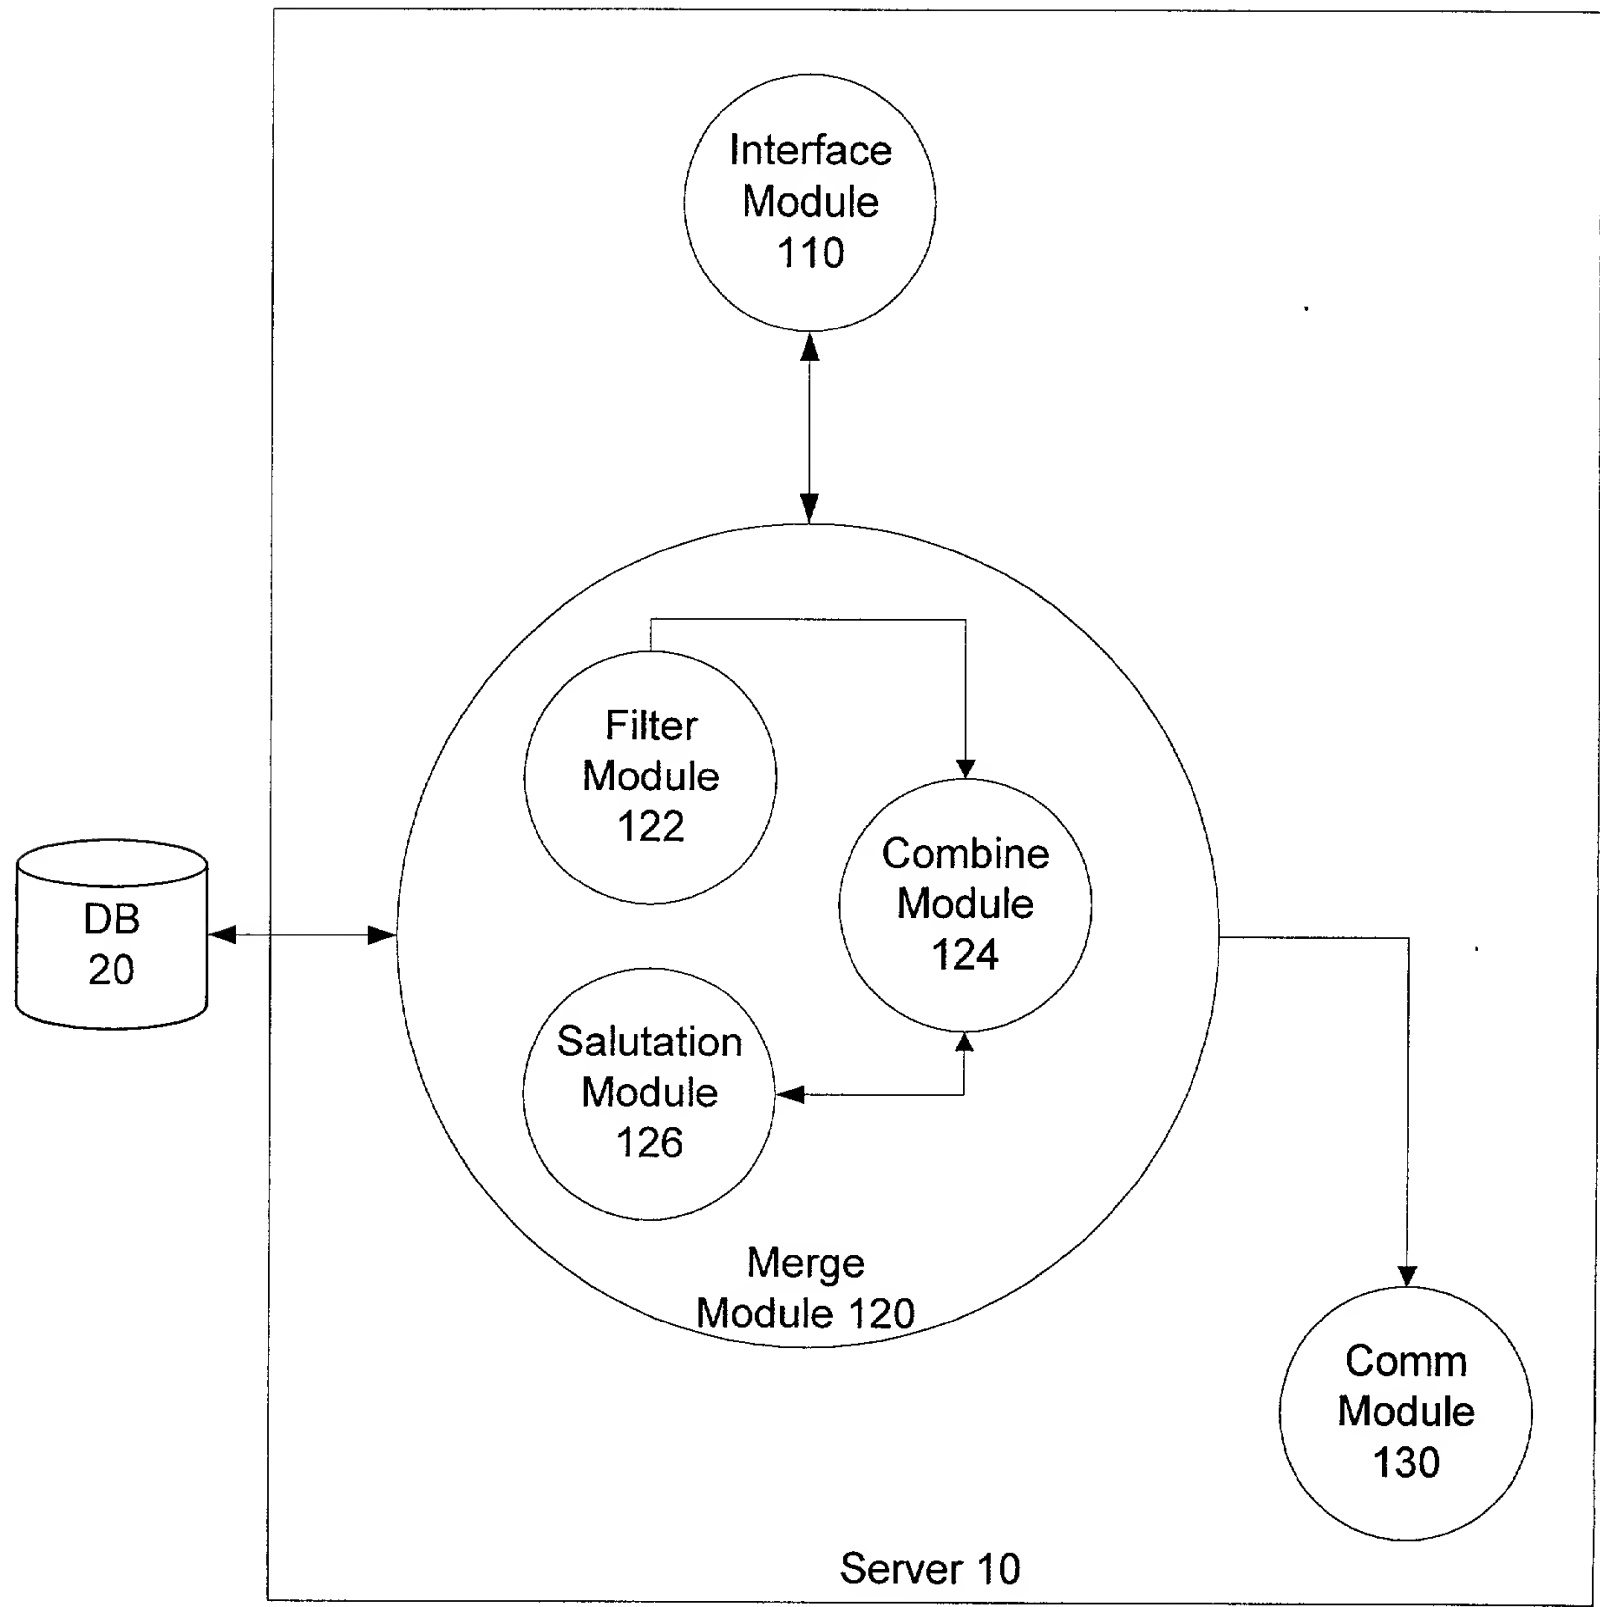 Interface
Module
110
Filter
Module
122
Combine
Module
124
DB
20
Salutation
Module
126
Merge
Module 120
Comm
Module
130
Server 10